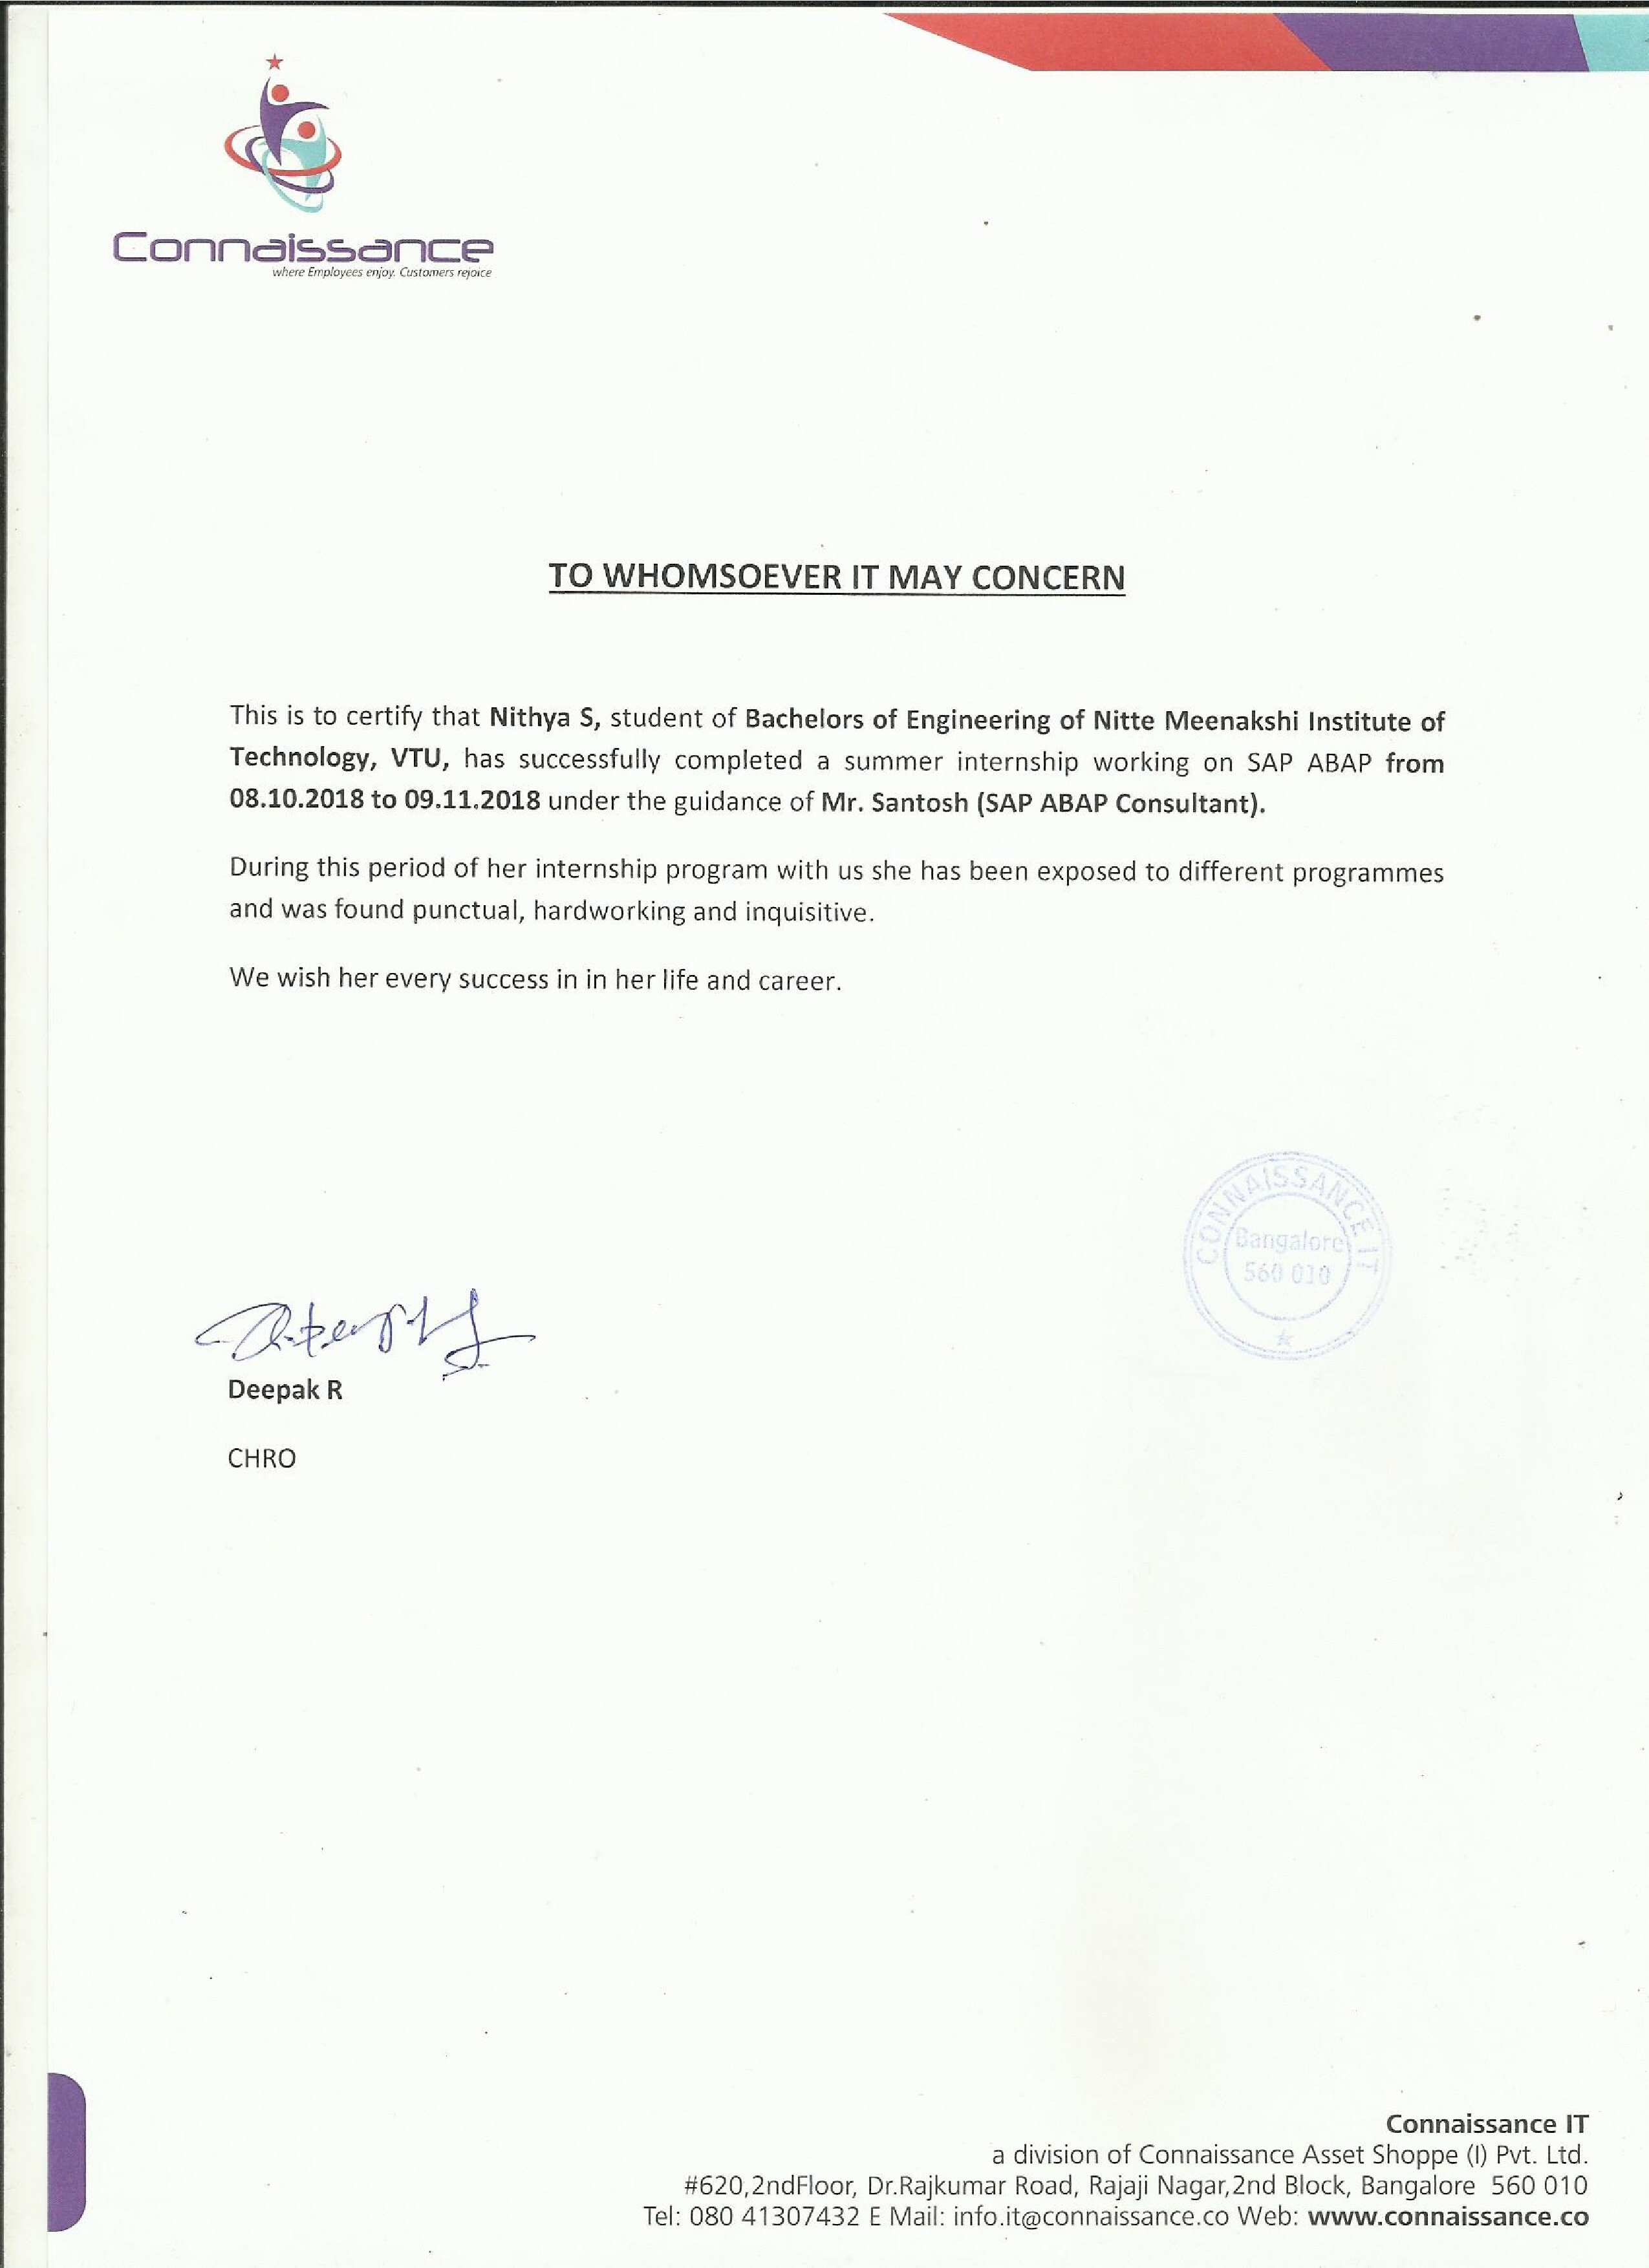 Connaissance
where Employees enjoy. Customers rejoice
TO WHOMSOEVER IT MAY CONCERN
This is to certify that Nithya S, student of Bachelors of Engineering of Nitte Meenakshi Institute of
Technology, VTU, has successfully completed a summer internship working on SAP ABAP from
08.10.2018 to 09.11.2018 under the guidance of Mr. Santosh (SAP ABAP Consultant).
During this period of her internship program with us she has been exposed to different programmes
and was found punctual, hardworking and inquisitive.
We wish her every success in in her life and career.
CONNAISSANCE IT
Bangalore
560 010
Deepak R
CHRO
Connaissance IT
a division of Connaissance Asset Shoppe (I) Pvt. Ltd.
#620,2ndFloor, Dr.Rajkumar Road, Rajaji Nagar,2nd Block, Bangalore 560 010
Tel: 080 41307432 E Mail: info.it@connaissance.co Web: www.connaissance.co